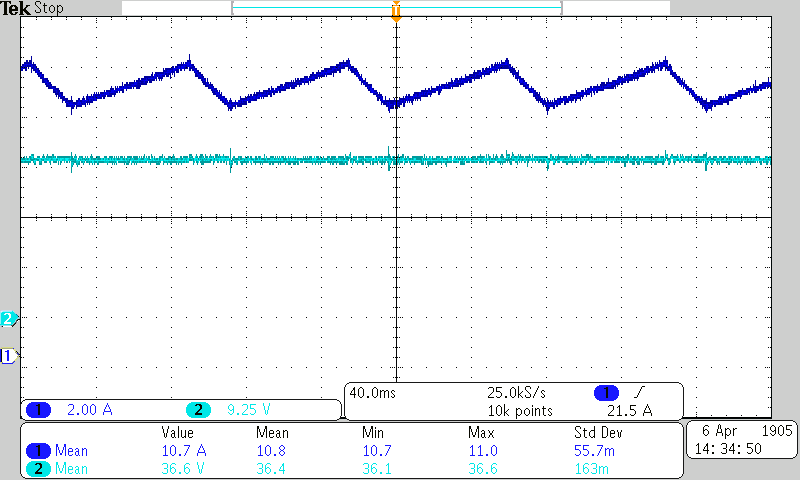 Tek Stop
T
2
1
1 2.00 A 2 9.25 V
40.0ms 25.0kS/s 1
10k points 21.5 A
Value Mean Min Max Std Dev
1 Mean 10.7 A 10.8 10.7 11.0 55.7m
2 Mean 36.6 V 36.4 36.1 36.6 163m
6 Apr 1905
14:34:50